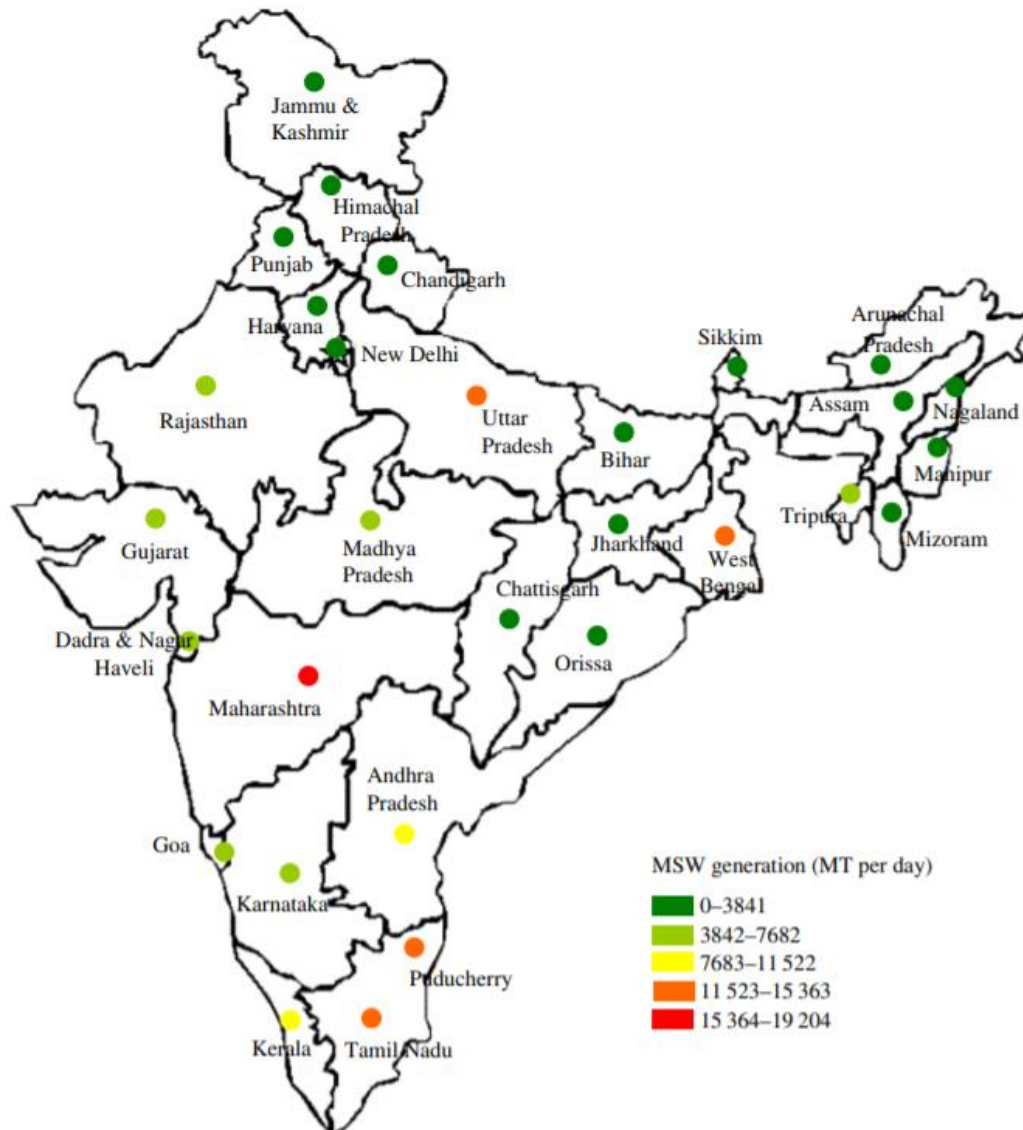 Jammu &
Kashmir
Himachal
Pradesh
Punjab
Chandigarh
Haryana
New Delhi
Sikkim
Arunachal
Pradesh
Rajasthan
Uttar
Pradesh
Assam
Nagaland
Bihar
Manipur
Gujarat
Madhya
Pradesh
Jharkhand
West
Bengal
Tripura
Mizoram
Chattisgarh
Dadra & Nagar
Haveli
Orissa
Maharashtra
Andhra
Pradesh
Goa
Karnataka
Puducherry
Kerala
Tamil Nadu
MSW generation (MT per day)
0–3841
3842–7682
7683–11 522
11 523–15 363
15 364–19 204